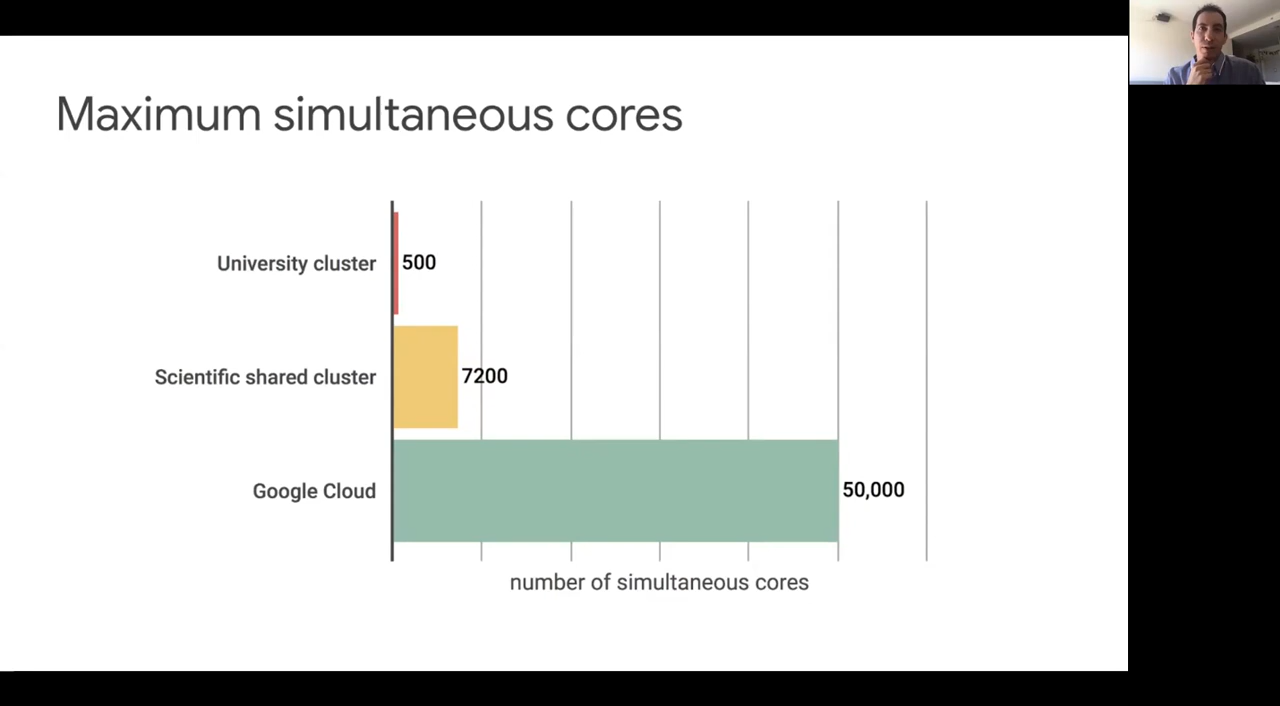 Maximum simultaneous cores
University cluster
500
Scientific shared cluster
7200
Google Cloud
50,000
number of simultaneous cores